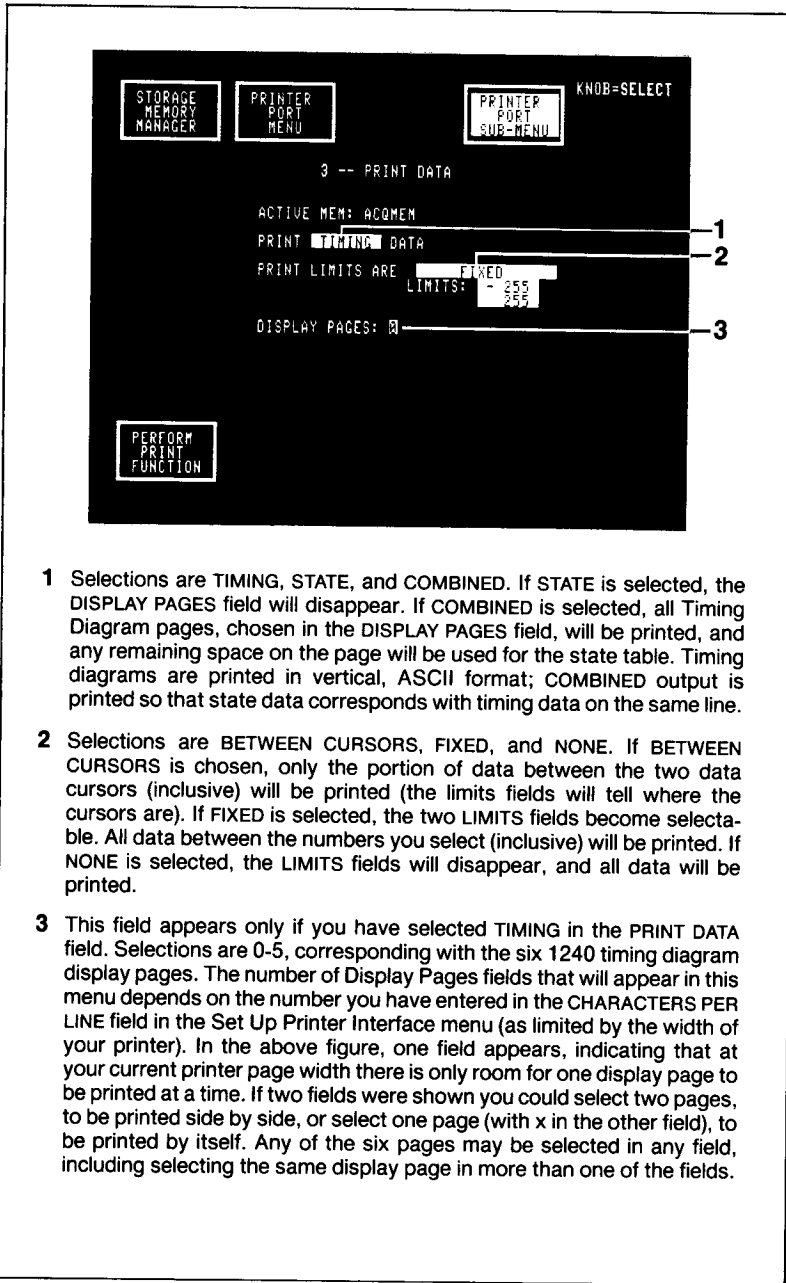 STORAGE
MEMORY
MANAGER
PRINTER
PORT
MENU
PRINTER
PORT
SUB-MENU
KNOB=SELECT
3 -- PRINT DATA
ACTIVE MEM: ACQMEM
PRINT TIMING DATA
PRINT LIMITS ARE FIXED
LIMITS: - 255
255
DISPLAY PAGES:
1
2
3
PERFORM
PRINT
FUNCTION
1 Selections are TIMING, STATE, and COMBINED. If STATE is selected, the
DISPLAY PAGES field will disappear. If COMBINED is selected, all Timing
Diagram pages, chosen in the DISPLAY PAGES field, will be printed, and
any remaining space on the page will be used for the state table. Timing
diagrams are printed in vertical, ASCII format; COMBINED output is
printed so that state data corresponds with timing data on the same line.
2 Selections are BETWEEN CURSORS, FIXED, and NONE. If BETWEEN
CURSORS is chosen, only the portion of data between the two data
cursors (inclusive) will be printed (the limits fields will tell where the
cursors are). If FIXED is selected, the two LIMITS fields become selecta-
ble. All data between the numbers you select (inclusive) will be printed. If
NONE is selected, the LIMITS fields will disappear, and all data will be
printed.
3 This field appears only if you have selected TIMING in the PRINT DATA
field. Selections are 0-5, corresponding with the six 1240 timing diagram
display pages. The number of Display Pages fields that will appear in this
menu depends on the number you have entered in the CHARACTERS PER
LINE field in the Set Up Printer Interface menu (as limited by the width of
your printer). In the above figure, one field appears, indicating that at
your current printer page width there is only room for one display page to
be printed at a time. If two fields were shown you could select two pages,
to be printed side by side, or select one page (with x in the other field), to
be printed by itself. Any of the six pages may be selected in any field,
including selecting the same display page in more than one of the fields.